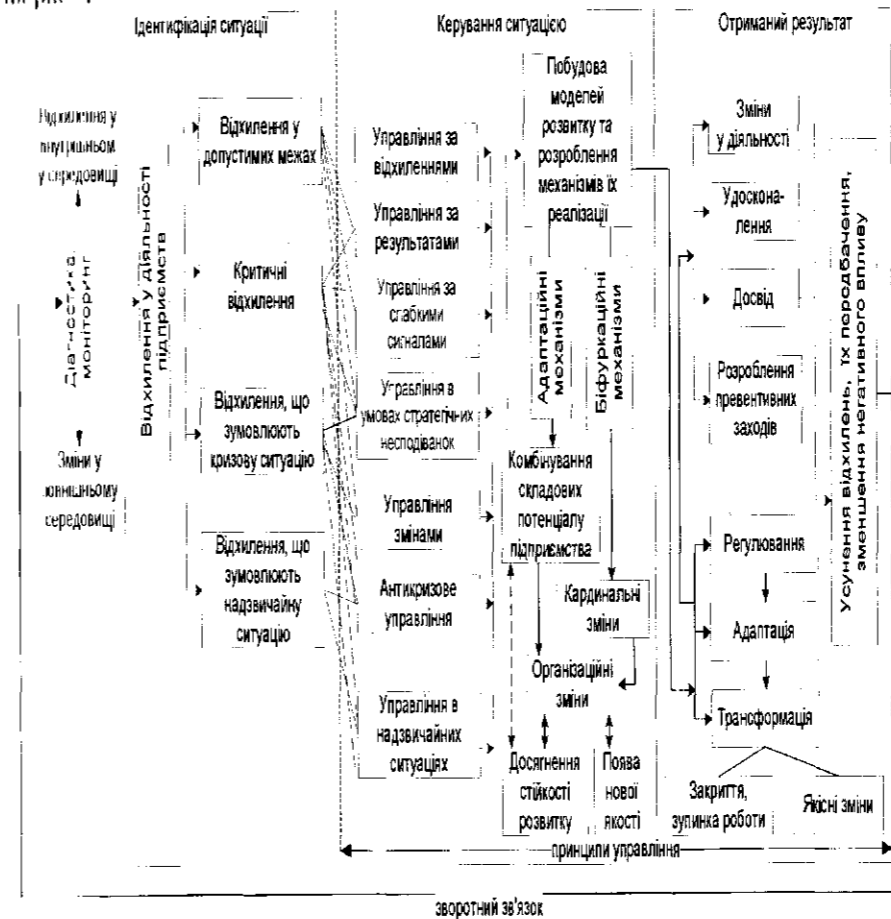 Ідентифікація ситуації
Керування ситуацією
Отриманий результат
Відхилення у
внутрішньому
у середовищі
Діагностика,
моніторинг
Зміни у
зовнішньому
середовищі
Відхилення у діяльності
підприємств
Відхилення у
допустимих межах
Критичні
відхилення
Відхилення, що
зумовлюють
кризову ситуацію
Відхилення, що
зумовлюють
надзвичайну
ситуацію
Управління за
відхиленнями
Управління за
результатами
Управління за
слабкими
сигналами
Управління в
умовах стратегічних
несподіванок
Управління
змінами
Антикризове
управління
Управління в
надзвичайних
ситуаціях
Побудова
моделей
розвитку та
розроблення
механізмів їх
реалізації
Адаптаційні
механізми
Біфуркаційні
механізми
Комбінування
складових
потенціалу
підприємства
Кардинальні
зміни
Організаційні
зміни
Досягнення
стійкості
розвитку
Поява
нової
якості
Зміни
у діяльності
Удоскона-
лення
Досвід
Розроблення
превентивних
заходів
Регулювання
Адаптація
Трансформація
Закриття,
зупинка роботи
Якісні зміни
Усунення відхилень, їх передбачення,
зменшення негативного впливу
принципи управління
зворотний зв'язок